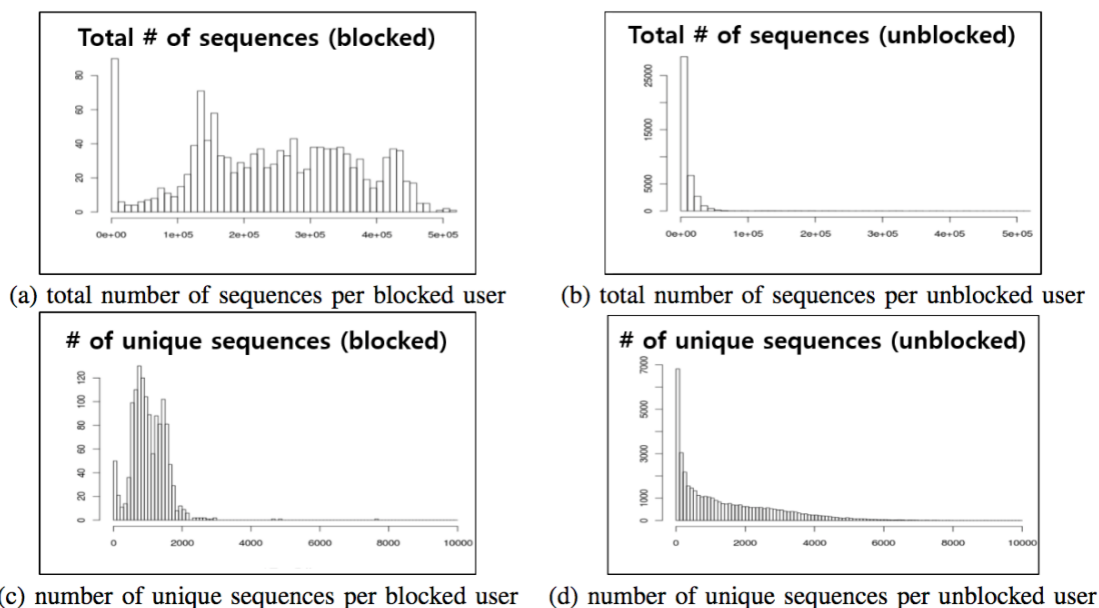 Total # of sequences (blocked)
80
60
40
20
0
0e+00 1e+05 2e+05 3e+05 4e+05 5e+05
(a) total number of sequences per blocked user
Total # of sequences (unblocked)
25000
15000
5000
0
0e+00 1e+05 2e+05 3e+05 4e+05 5e+05
(b) total number of sequences per unblocked user
# of unique sequences (blocked)
120
100
80
60
40
20
0
0 2000 4000 6000 8000 10000
(c) number of unique sequences per blocked user
# of unique sequences (unblocked)
7000
5000
3000
1000
0
0 2000 4000 6000 8000 10000
(d) number of unique sequences per unblocked user